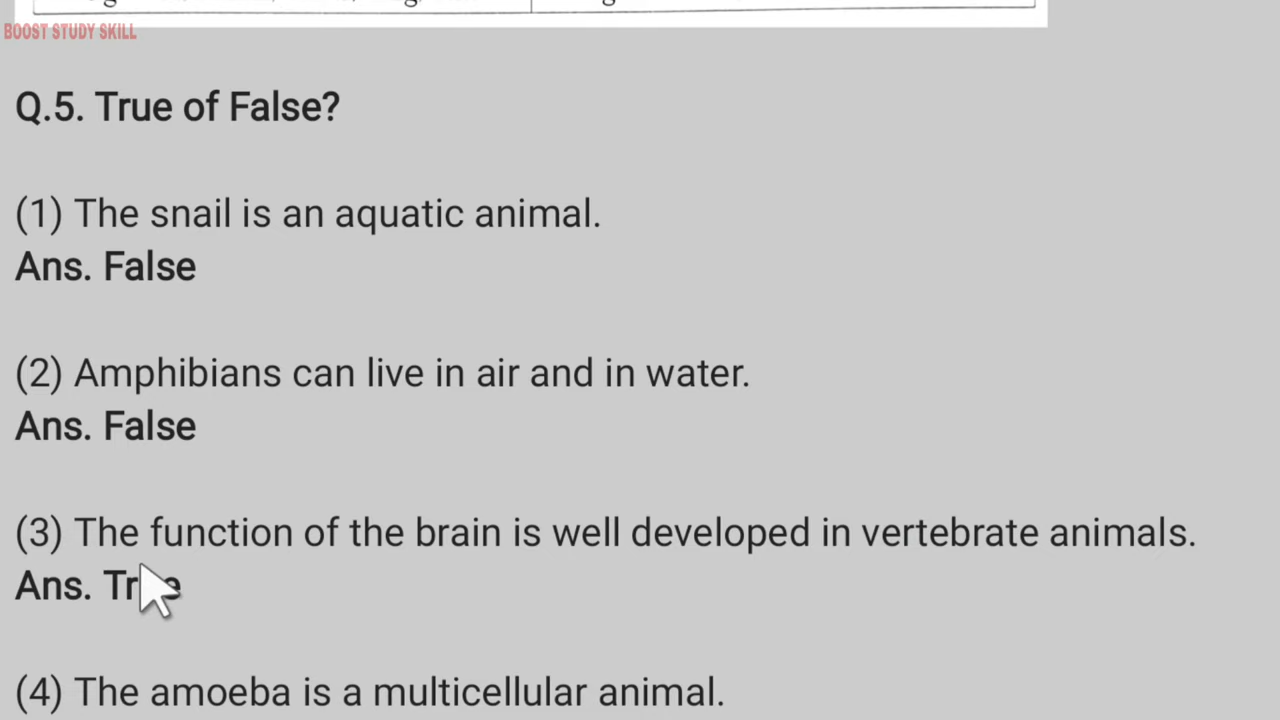 BOOST STUDY SKILL
Q.5. True of False?
(1) The snail is an aquatic animal.
Ans. False
(2) Amphibians can live in air and in water.
Ans. False
(3) The function of the brain is well developed in vertebrate animals.
Ans. True
(4) The amoeba is a multicellular animal.